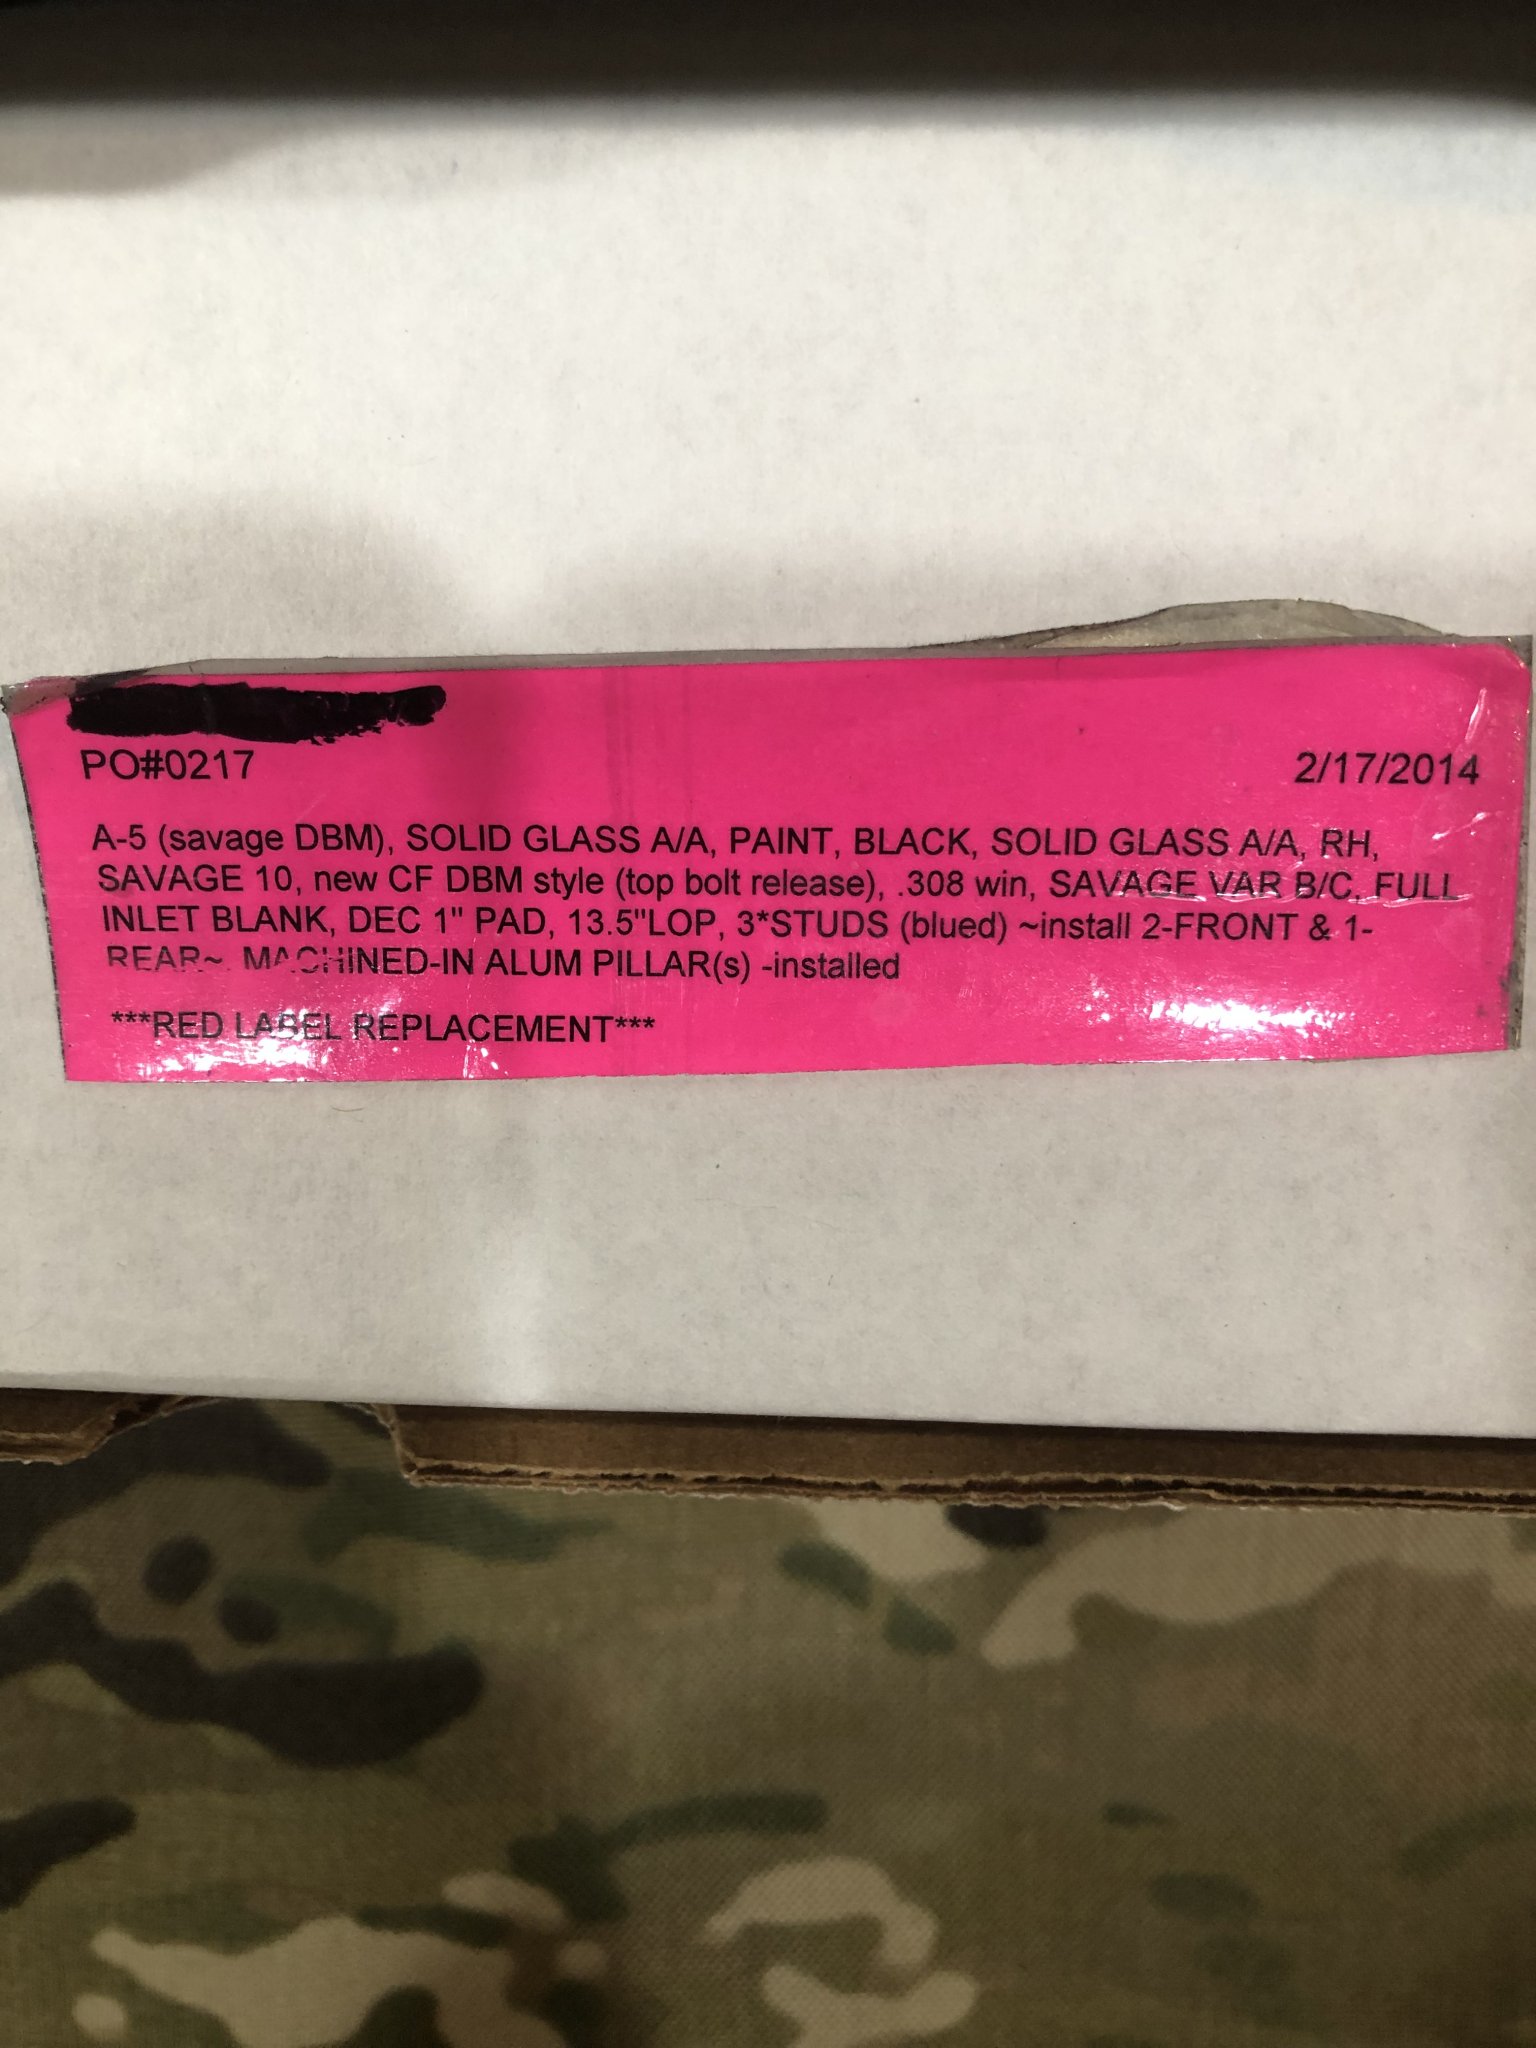 PO#0217
2/17/2014
A-5 (savage DBM), SOLID GLASS A/A, PAINT, BLACK, SOLID GLASS A/A, RH,
SAVAGE 10, new CF DBM style (top bolt release), .308 win, SAVAGE VAR B/C, FULL
INLET BLANK, DEC 1" PAD, 13.5"LOP, 3*STUDS (blued) ~install 2-FRONT & 1-
REAR~. MACHINED-IN ALUM PILLAR(s) -installed
***RED LABEL REPLACEMENT***